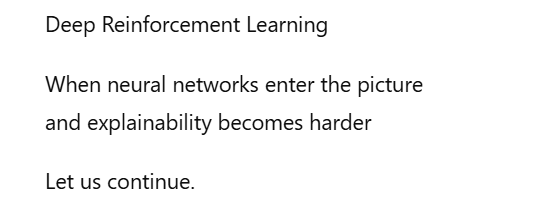 Deep Reinforcement Learning
When neural networks enter the picture
and explainability becomes harder
Let us continue.